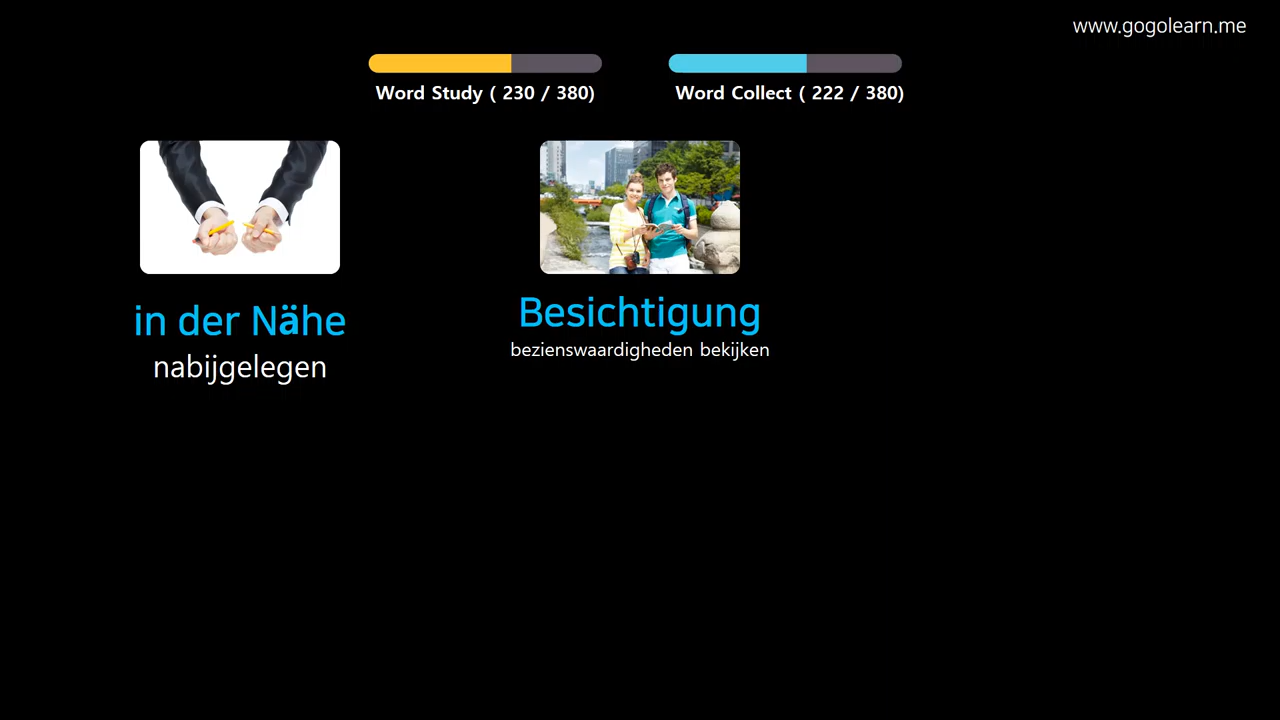 www.gogolearn.me
Word Study ( 230 / 380)
Word Collect ( 222 / 380)
in der Nähe
nabijgelegen
Besichtigung
bezienswaardigheden bekijken